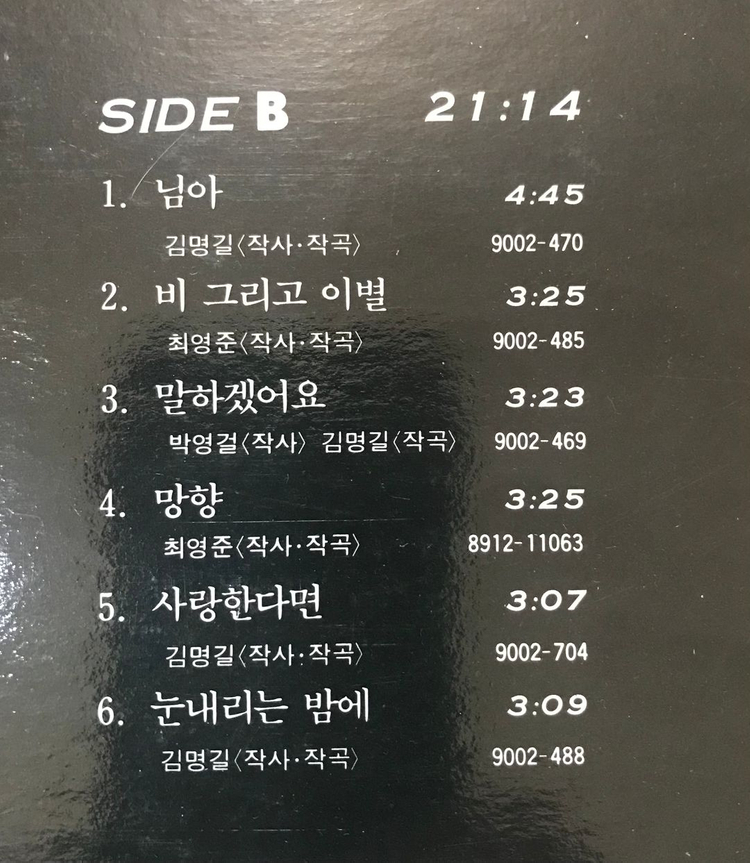 SIDE B 21:14
1. 님아 4:45
김명길〈작사·작곡〉 9002-470
2. 비 그리고 이별 3:25
최영준〈작사·작곡〉 9002-485
3. 말하겠어요 3:23
박영걸〈작사〉 김명길〈작곡〉 9002-469
4. 망향 3:25
최영준〈작사·작곡〉 8912-11063
5. 사랑한다면 3:07
김명길〈작사·작곡〉 9002-704
6. 눈내리는 밤에 3:09
김명길〈작사·작곡〉 9002-488